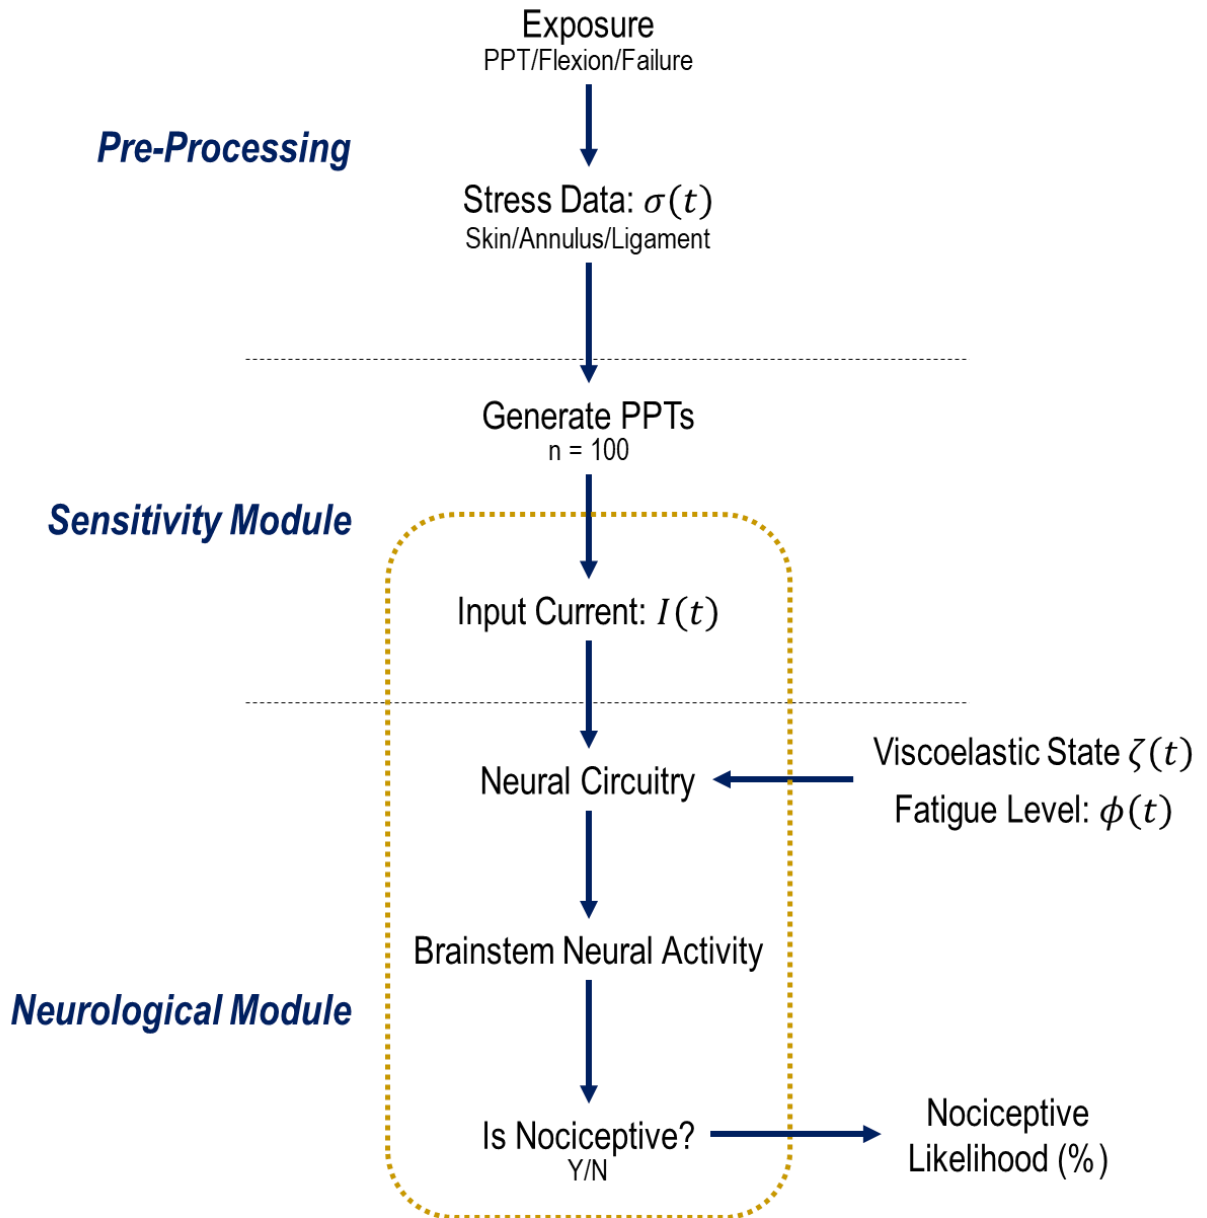 Exposure
PPT/Flexion/Failure
Pre-Processing
Stress Data: σ(t)
Skin/Annulus/Ligament
Generate PPTs
n = 100
Sensitivity Module
Input Current: I(t)
Viscoelastic State ζ(t)
Neural Circuitry
Fatigue Level: ϕ(t)
Brainstem Neural Activity
Neurological Module
Is Nociceptive?
Y/N
Nociceptive
Likelihood (%)